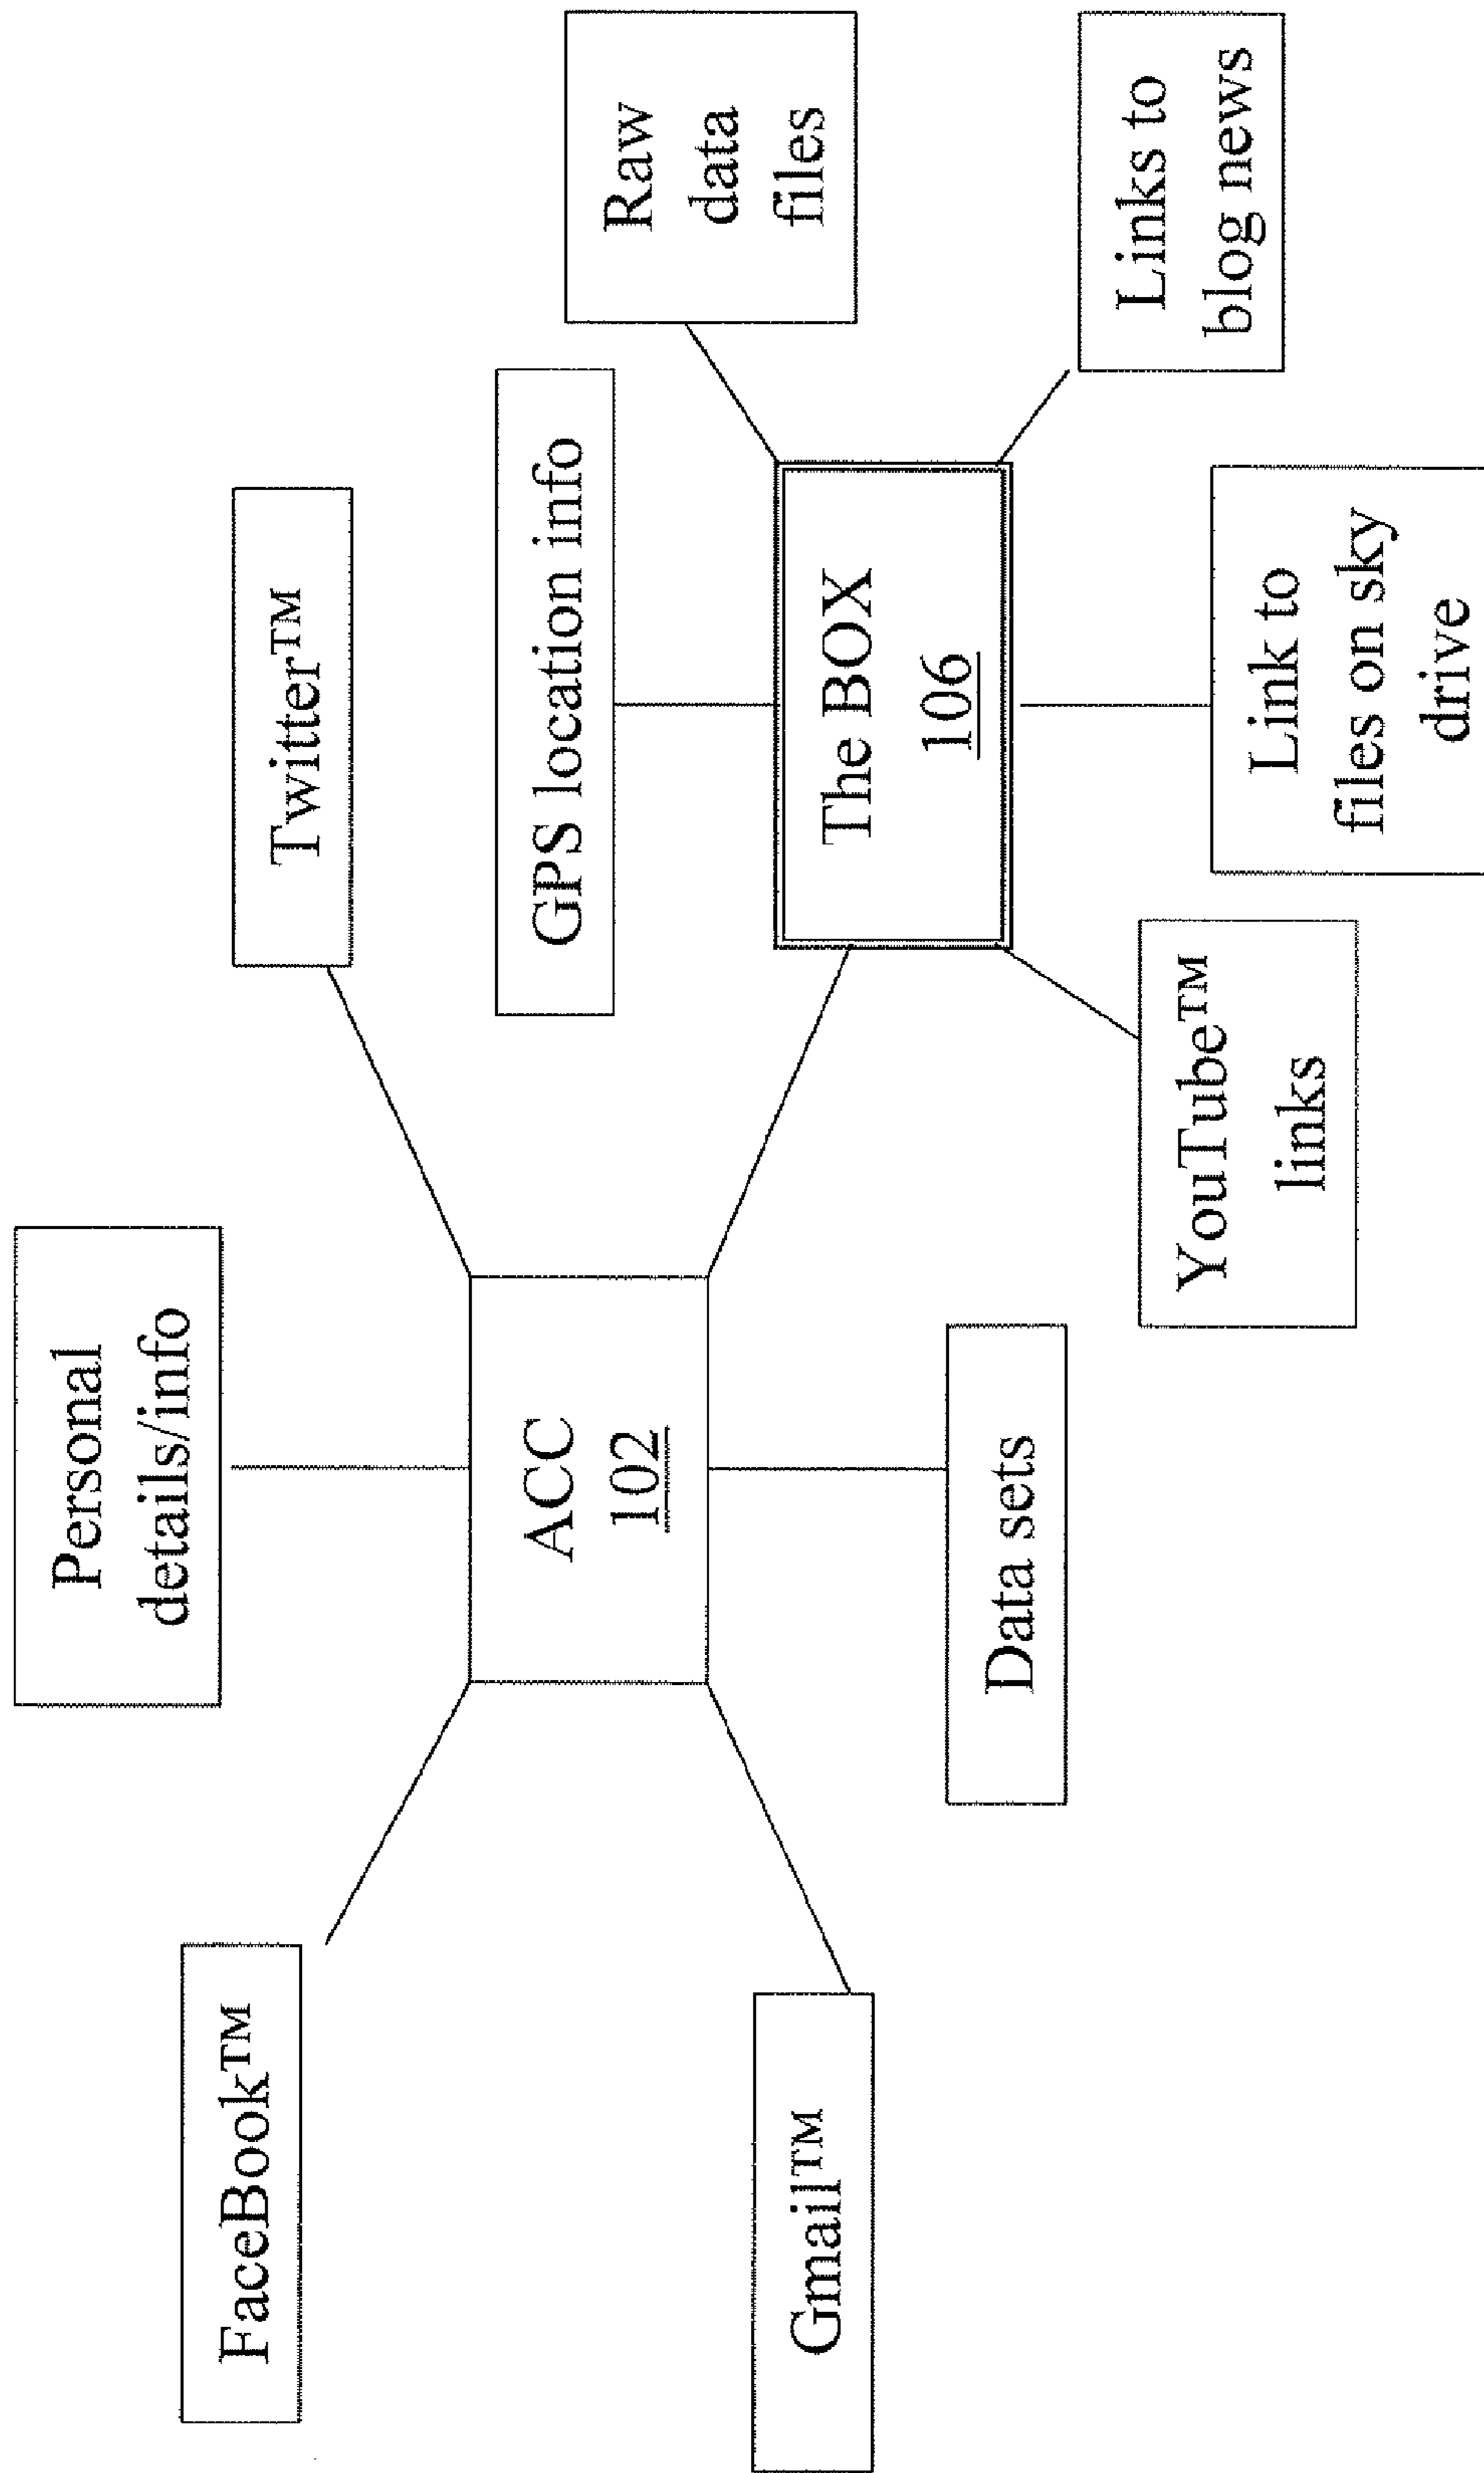 Personal
details/info
FaceBook™
Twitter™
ACC
102
GPS location info
Raw
data
files
Gmail™
The BOX
106
Data sets
Links to
blog news
YouTube™
links
Link to
files on sky
drive